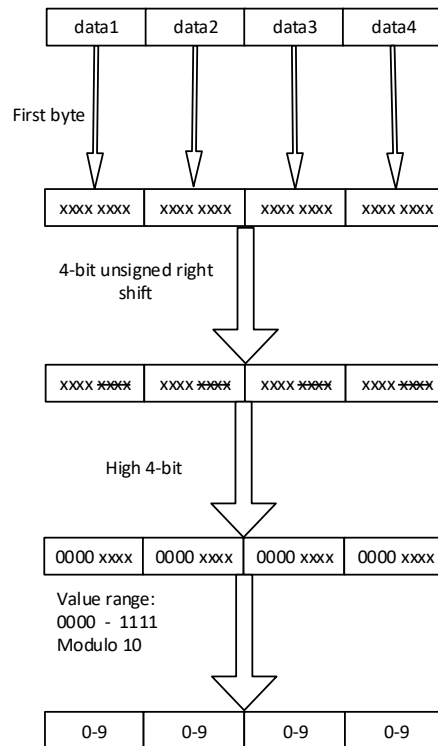 data1 data2 data3 data4
First byte
xxxx xxxx xxxx xxxx xxxx xxxx xxxx xxxx
4-bit unsigned right
shift
xxxx xxxx xxxx xxxx xxxx xxxx xxxx xxxx
High 4-bit
0000 xxxx 0000 xxxx 0000 xxxx 0000 xxxx
Value range:
0000 - 1111
Modulo 10
0-9 0-9 0-9 0-9